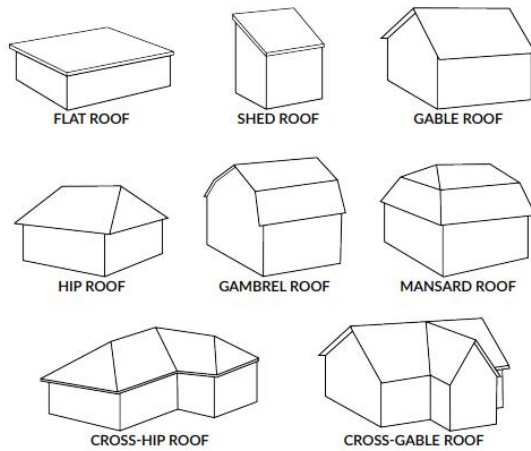 FLAT ROOF
SHED ROOF
GABLE ROOF
HIP ROOF
GAMBREL ROOF
MANSARD ROOF
CROSS-HIP ROOF
CROSS-GABLE ROOF